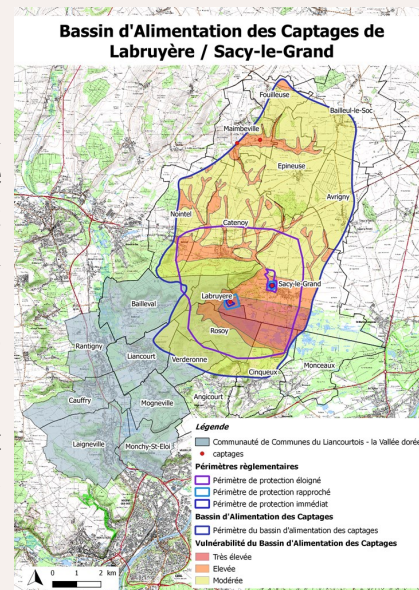 Bassin d'Alimentation des Captages de
Labruyère / Sacy-le-Grand
Fouilleuse
Bailleul-le-Soc
Maimbeville
Epineuse
Avrigny
Nointel
Catenoy
Sacy-le-Grand
Labruyère
Bailleval
Rosoy
Rantigny
Liancourt
Verderonne
Monceaux
Cinqueux
Angicourt
Cauffry
Mogneville
Laigneville
Monchy-St-Eloi
Légende
Communauté de Communes du Liancourtois - la Vallée dorée
captages
Périmètres règlementaires
Périmètre de protection éloigné
Périmètre de protection rapproché
Périmètre de protection immédiat
Bassin d'Alimentation des Captages
Périmètre du bassin d'alimentation des captages
Vulnérabilité du Bassin d'Alimentation des Captages
Très élevée
Elevée
Modérée
0 1 2 km